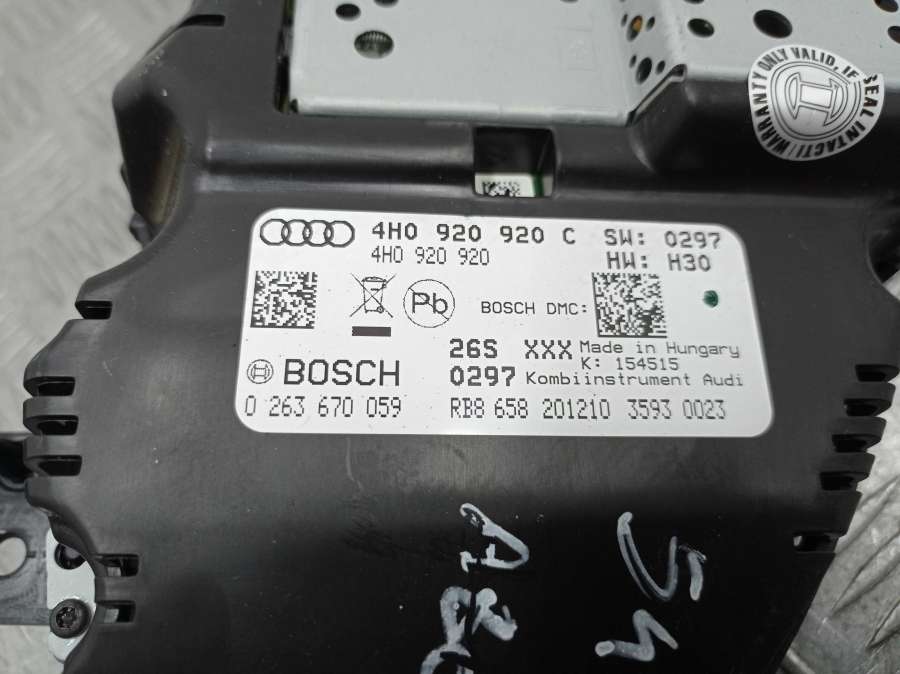 WARRANTY ONLY VALID, IF SEAL INTACT!
4H0 920 920 C SW: 0297
4H0 920 920 HW: H30
Pb BOSCH DMC:
26S XXX Made in Hungary
K: 154515
BOSCH 0297 Kombiinstrument Audi
0 263 670 059 RB8 658 201210 3593 0023